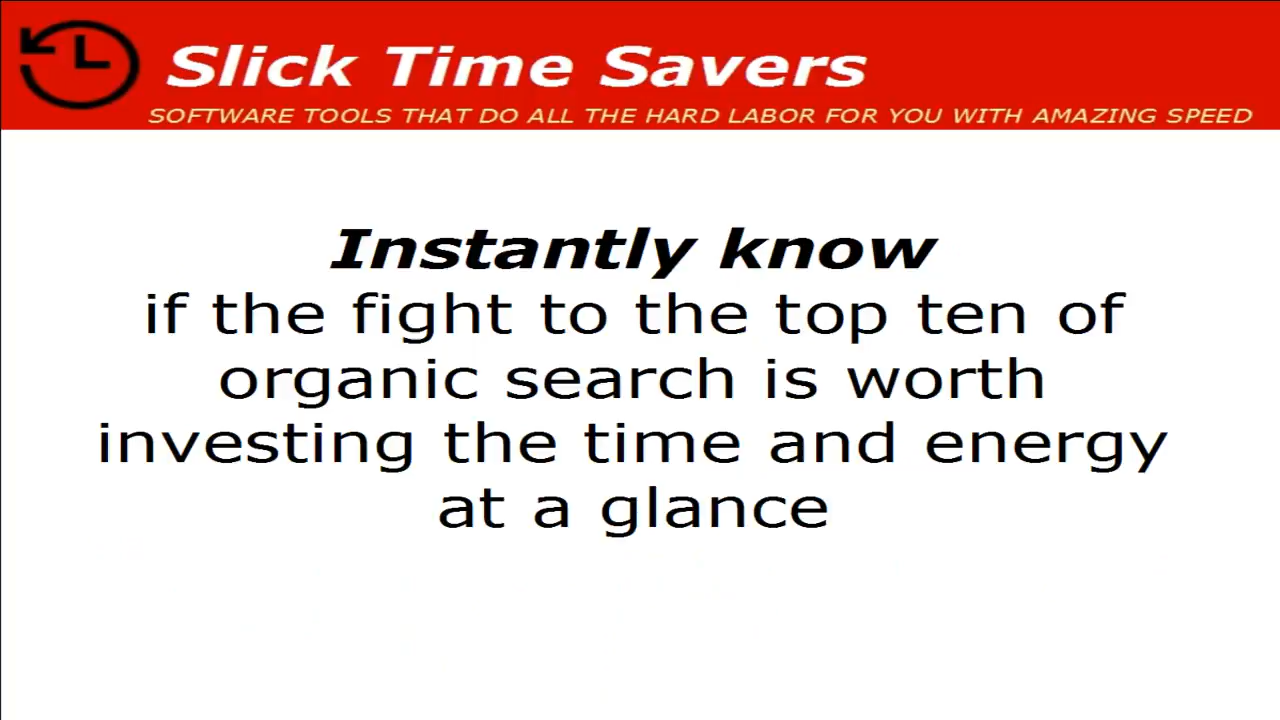 Slick Time Savers
SOFTWARE TOOLS THAT DO ALL THE HARD LABOR FOR YOU WITH AMAZING SPEED
Instantly know
if the fight to the top ten of
organic search is worth
investing the time and energy
at a glance